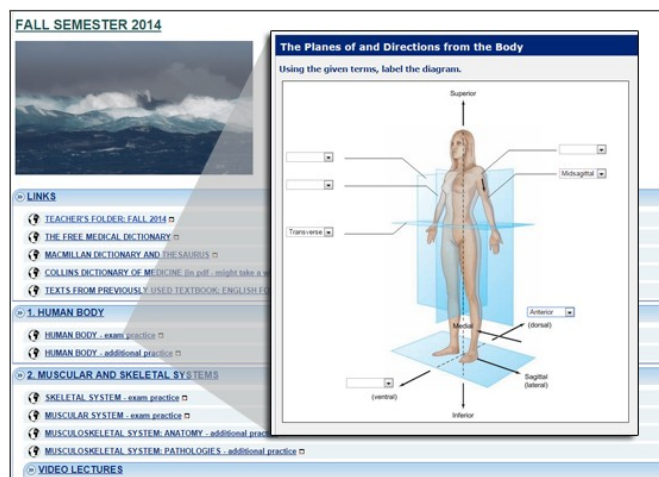 FALL SEMESTER 2014
LINKS
TEACHER'S FOLDER: FALL 2014
THE FREE MEDICAL DICTIONARY
MACMILLAN DICTIONARY AND THESAURUS
COLLINS DICTIONARY OF MEDICINE (in pdf - might take a w
TEXTS FROM PREVIOUSLY USED TEXTBOOK: ENGLISH FO
1. HUMAN BODY
HUMAN BODY - exam practice
HUMAN BODY - additional practice
2. MUSCULAR AND SKELETAL SYSTEMS
SKELETAL SYSTEM - exam practice
MUSCULAR SYSTEM - exam practice
MUSCULOSKELETAL SYSTEM: ANATOMY - additional prac
MUSCULOSKELETAL SYSTEM: PATHOLOGIES - additional practice
VIDEO LECTURES
The Planes of and Directions from the Body
Using the given terms, label the diagram.
Superior
Midsagittal
Transverse
Anterior
(dorsal)
Medial
Sagittal
(lateral)
(ventral)
Inferior